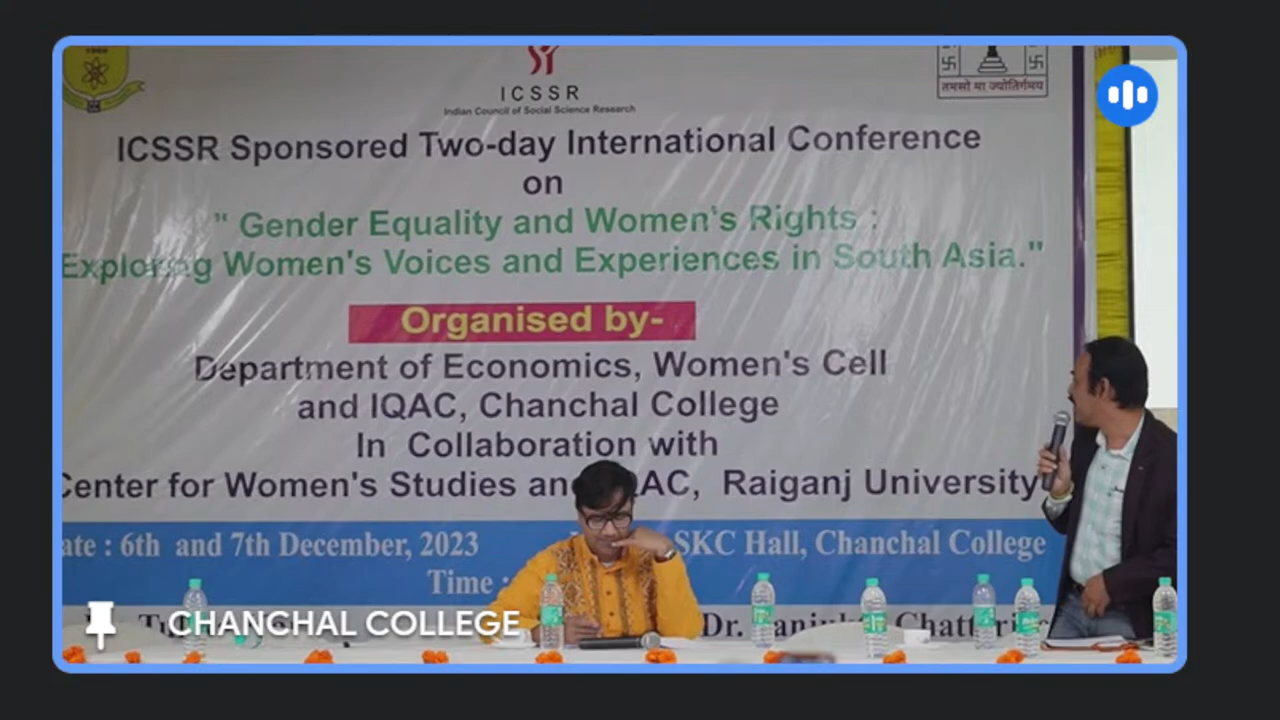 ICSSR
Indian Council of Social Science Research
तमसो मा ज्योतिर्गमय
ICSSR Sponsored Two-day International Conference
on
" Gender Equality and Women's Rights :
Exploring Women's Voices and Experiences in South Asia."
Organised by-
Department of Economics, Women's Cell
and IQAC, Chanchal College
In Collaboration with
Center for Women's Studies and IQAC, Raiganj University
ate : 6th and 7th December, 2023 SKC Hall, Chanchal College
Time :
Dr.
CHANCHAL COLLEGE